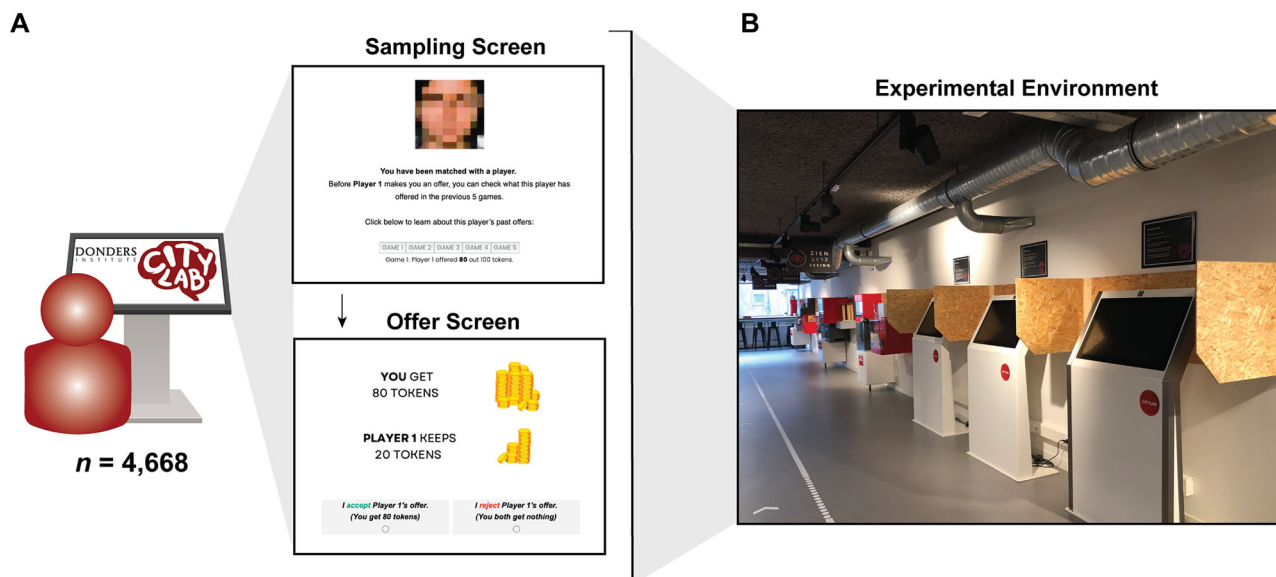 A
Sampling Screen
You have been matched with a player.
Before Player 1 makes you an offer, you can check what this player has
offered in the previous 5 games.
Click below to learn about this player's past offers:
GAME 1 GAME 2 GAME 3 GAME 4 GAME 5
Game 1: Player 1 offered 80 out 100 tokens.
DONDERS
INSTITUTE
CITY
LAB
n = 4,668
Offer Screen
YOU GET
80 TOKENS
PLAYER 1 KEEPS
20 TOKENS
I accept Player 1's offer.
(You get 80 tokens)
I reject Player 1's offer.
(You both get nothing)
B
Experimental Environment
ZIEN
CITYLAB